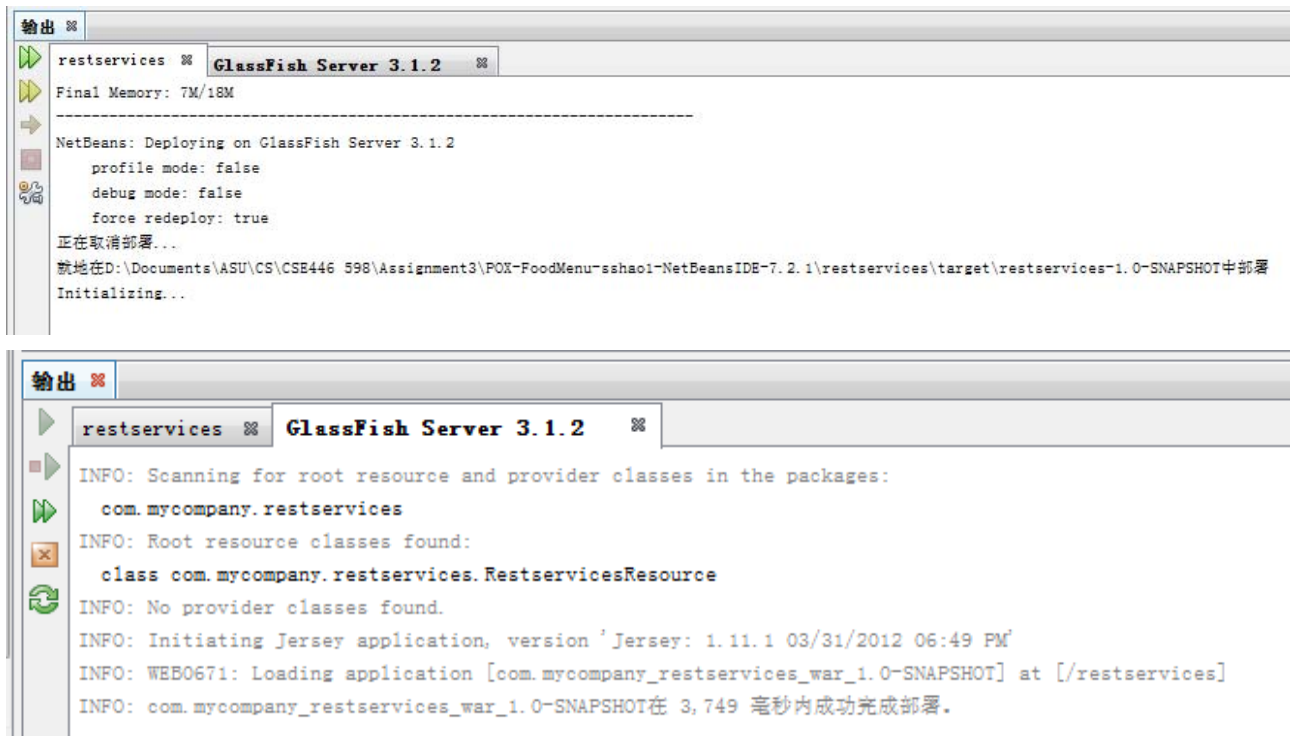 输出
restservices GlassFish Server 3.1.2
Final Memory: 7M/18M
------------------------------------------------------------------------
NetBeans: Deploying on GlassFish Server 3.1.2
profile mode: false
debug mode: false
force redeploy: true
正在取消部署...
就地在D:\Documents\ASU\CS\CSE446 598\Assignment3\POX-FoodMenu-sshao1-NetBeansIDE-7.2.1\restservices\target\restservices-1.0-SNAPSHOT中部署
Initializing...
输出
restservices GlassFish Server 3.1.2
INFO: Scanning for root resource and provider classes in the packages:
com.mycompany.restservices
INFO: Root resource classes found:
class com.mycompany.restservices.RestservicesResource
INFO: No provider classes found.
INFO: Initiating Jersey application, version 'Jersey: 1.11.1 03/31/2012 06:49 PM'
INFO: WEB0671: Loading application [com.mycompany_restservices_war_1.0-SNAPSHOT] at [/restservices]
INFO: com.mycompany_restservices_war_1.0-SNAPSHOT在 3,749 毫秒内成功完成部署。